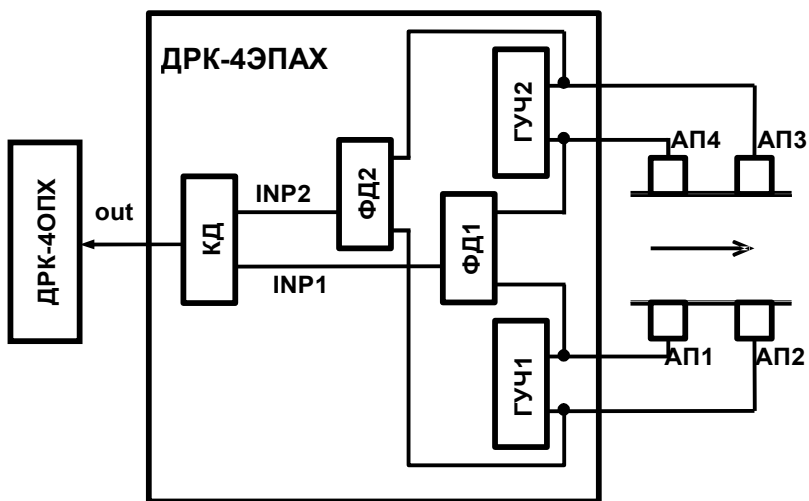 ДРК-4ЭПАХ
ГУЧ2
АП4
АП3
ДРК-4ОПХ
out
КД
INP2
ФД2
ФД1
INP1
ГУЧ1
АП1
АП2